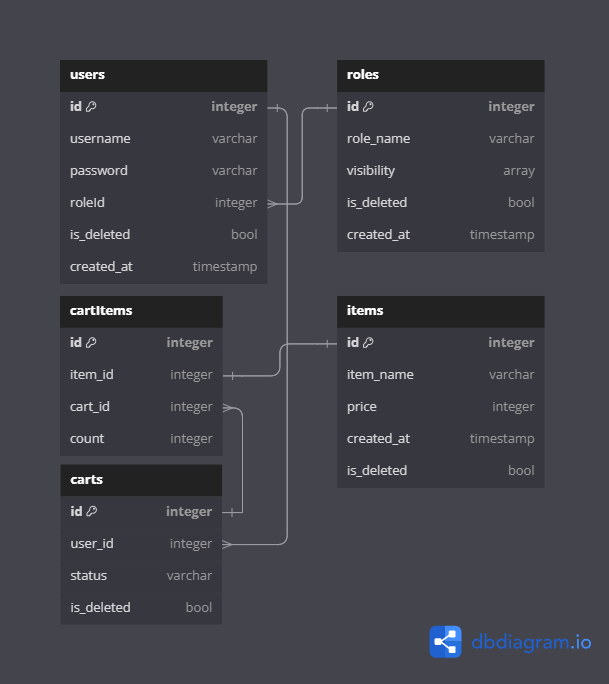 users
id integer
username varchar
password varchar
roleId integer
is_deleted bool
created_at timestamp
roles
id integer
role_name varchar
visibility array
is_deleted bool
created_at timestamp
cartItems
id integer
item_id integer
cart_id integer
count integer
items
id integer
item_name varchar
price integer
created_at timestamp
is_deleted bool
carts
id integer
user_id integer
status varchar
is_deleted bool
dbdiagram.io